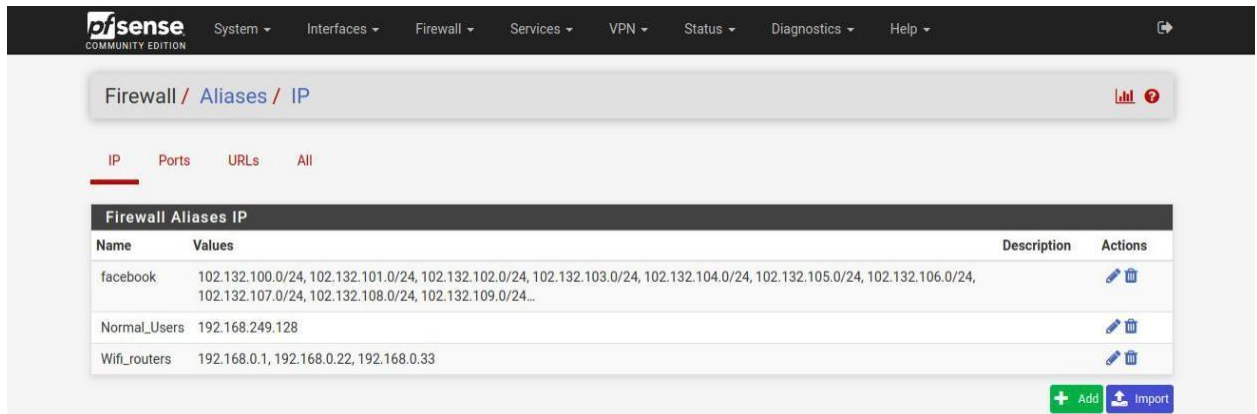 pfsense System Interfaces Firewall Services VPN Status Diagnostics Help
COMMUNITY EDITION
Firewall / Aliases / IP
IP Ports URLs All
Firewall Aliases IP
Name Values Description Actions
facebook 102.132.100.0/24, 102.132.101.0/24, 102.132.102.0/24, 102.132.103.0/24, 102.132.104.0/24, 102.132.105.0/24, 102.132.106.0/24,
102.132.107.0/24, 102.132.108.0/24, 102.132.109.0/24...
Normal_Users 192.168.249.128
Wifi_routers 192.168.0.1, 192.168.0.22, 192.168.0.33
Add Import